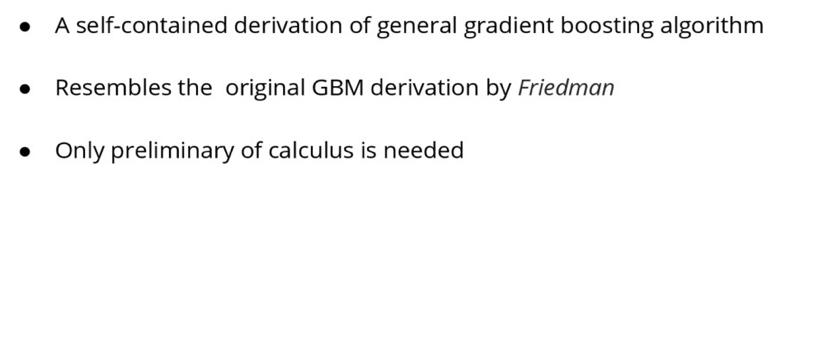 ● A self-contained derivation of general gradient boosting algorithm
● Resembles the  original GBM derivation by Friedman
● Only preliminary of calculus is needed